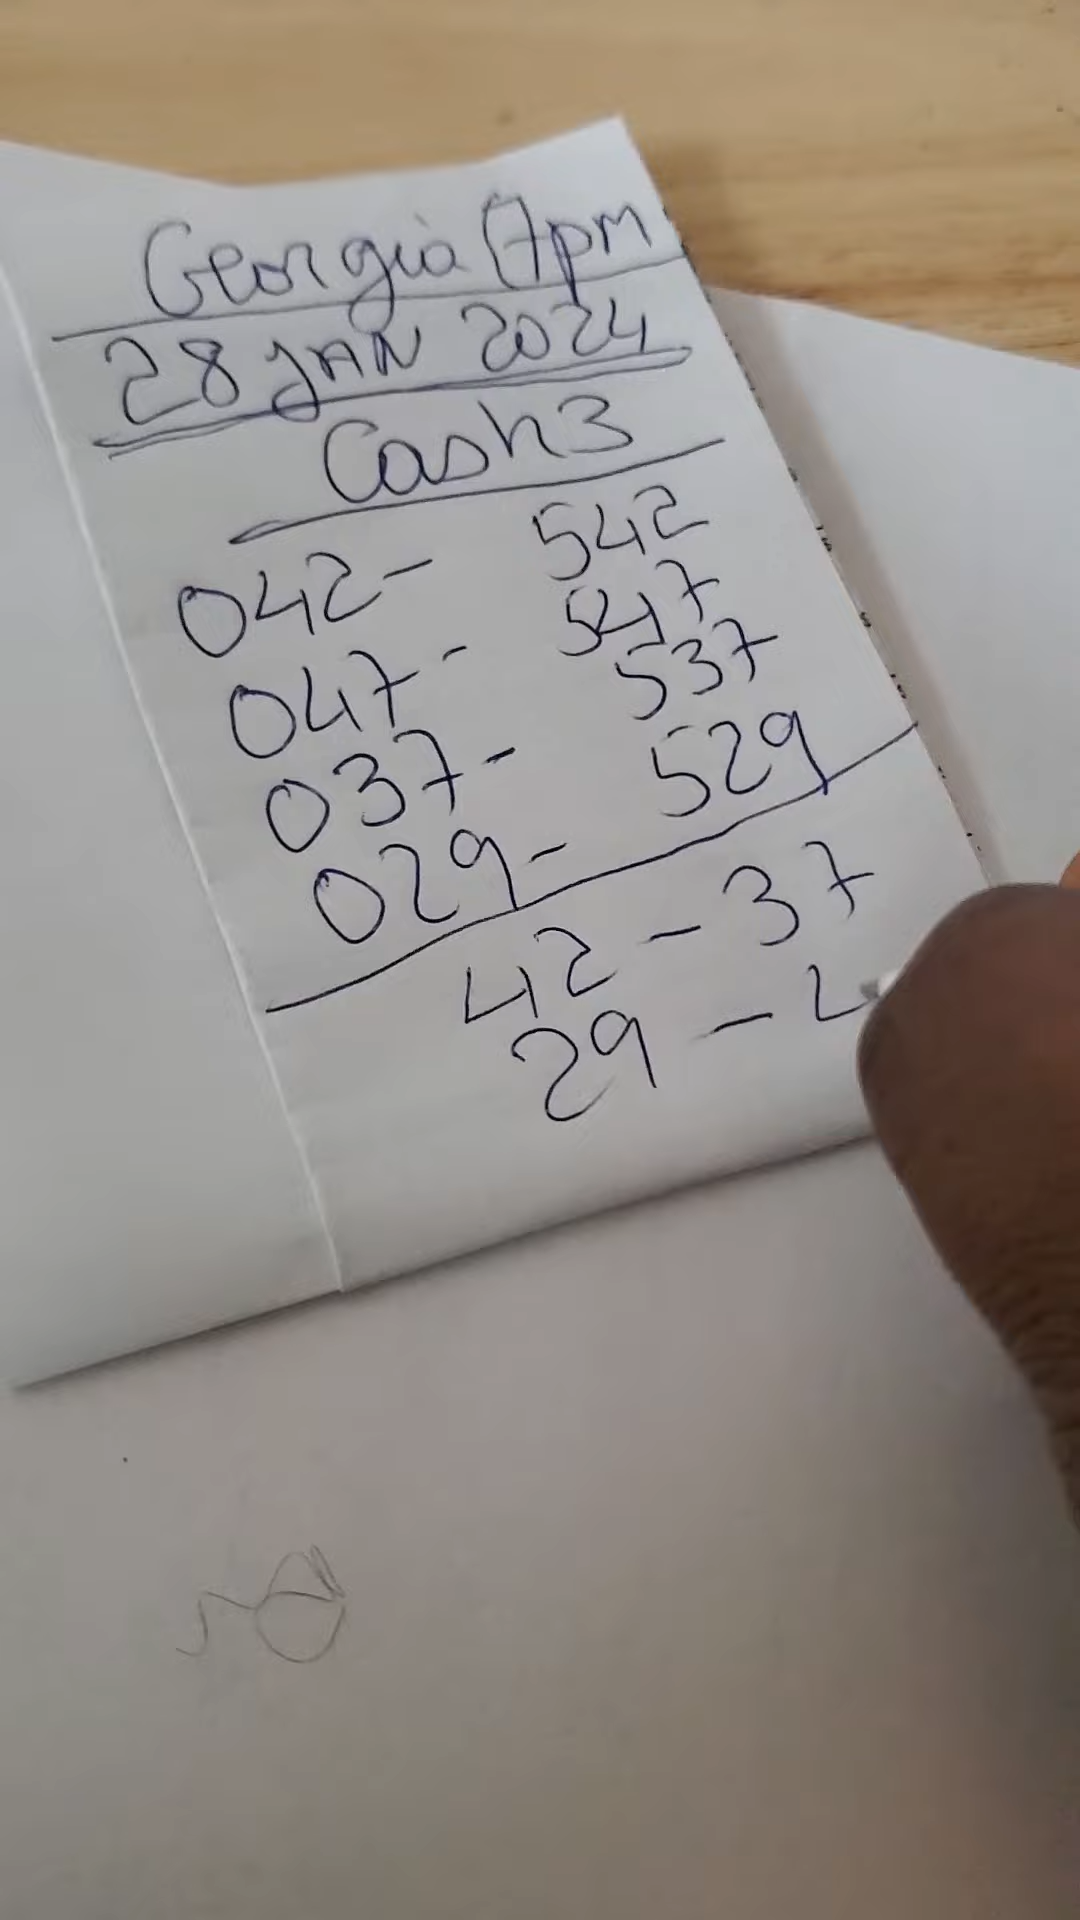 Georgia (7pm
28 JAN 2024
Cash3
042- 542
047- 547
037- 537
029- 529
42 - 37
29 -